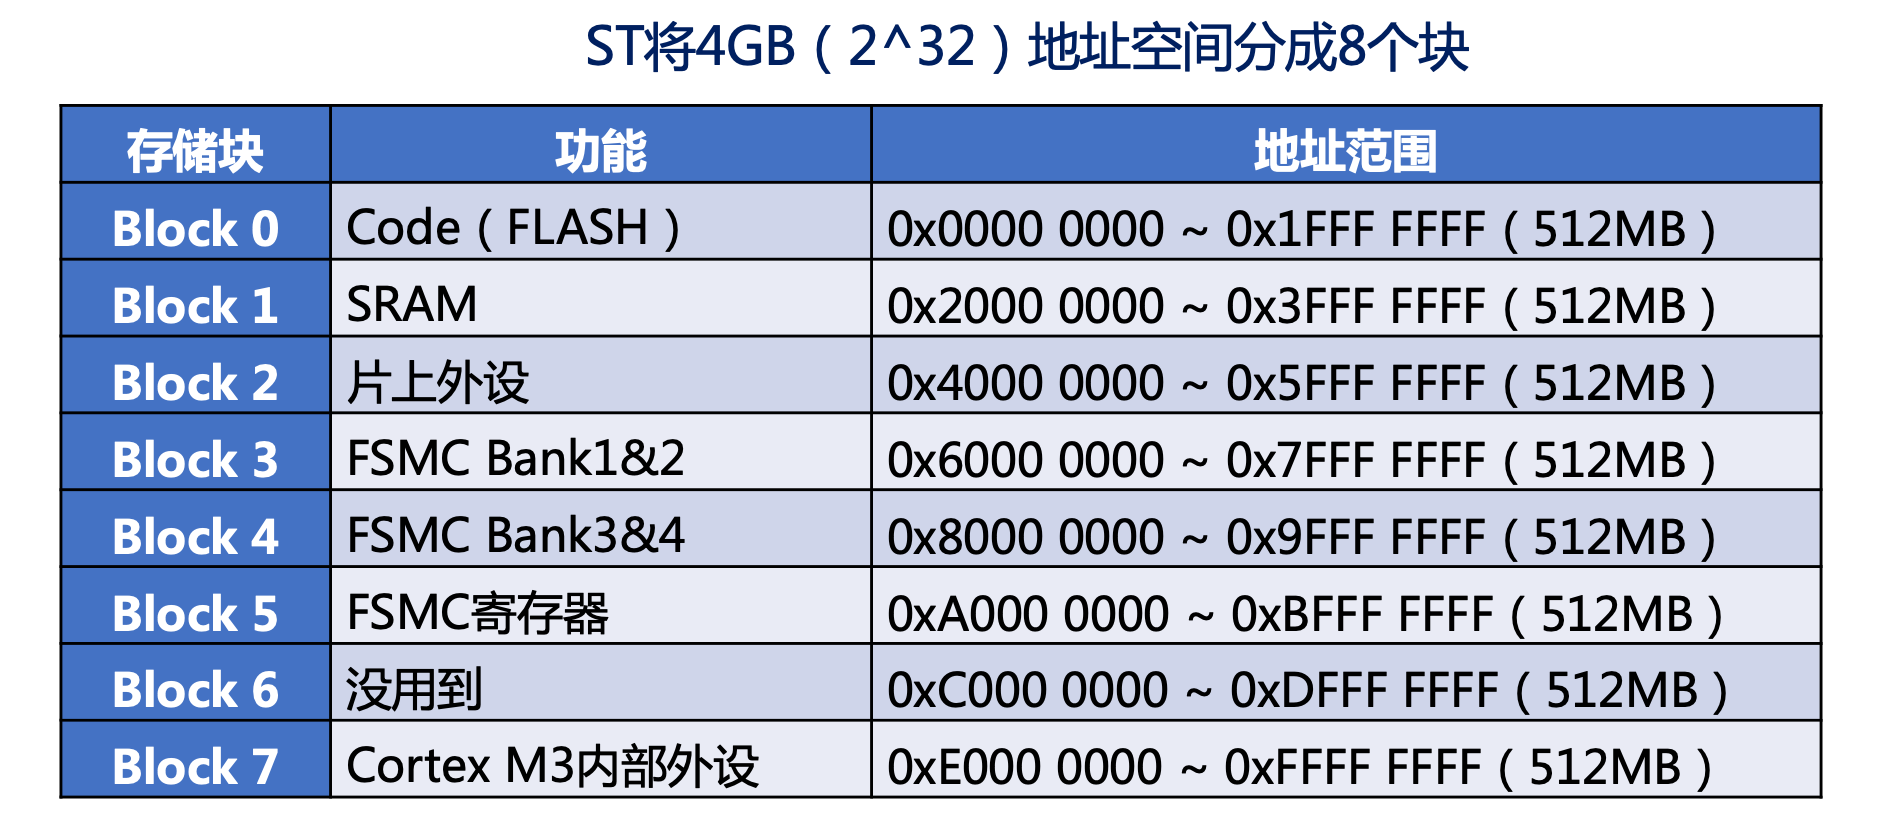 ST将4GB（2^32）地址空间分成8个块
存储块 功能 地址范围
Block 0 Code（FLASH） 0x0000 0000 ~ 0x1FFF FFFF（512MB）
Block 1 SRAM 0x2000 0000 ~ 0x3FFF FFFF（512MB）
Block 2 片上外设 0x4000 0000 ~ 0x5FFF FFFF（512MB）
Block 3 FSMC Bank1&2 0x6000 0000 ~ 0x7FFF FFFF（512MB）
Block 4 FSMC Bank3&4 0x8000 0000 ~ 0x9FFF FFFF（512MB）
Block 5 FSMC寄存器 0xA000 0000 ~ 0xBFFF FFFF（512MB）
Block 6 没用到 0xC000 0000 ~ 0xDFFF FFFF（512MB）
Block 7 Cortex M3内部外设 0xE000 0000 ~ 0xFFFF FFFF（512MB）